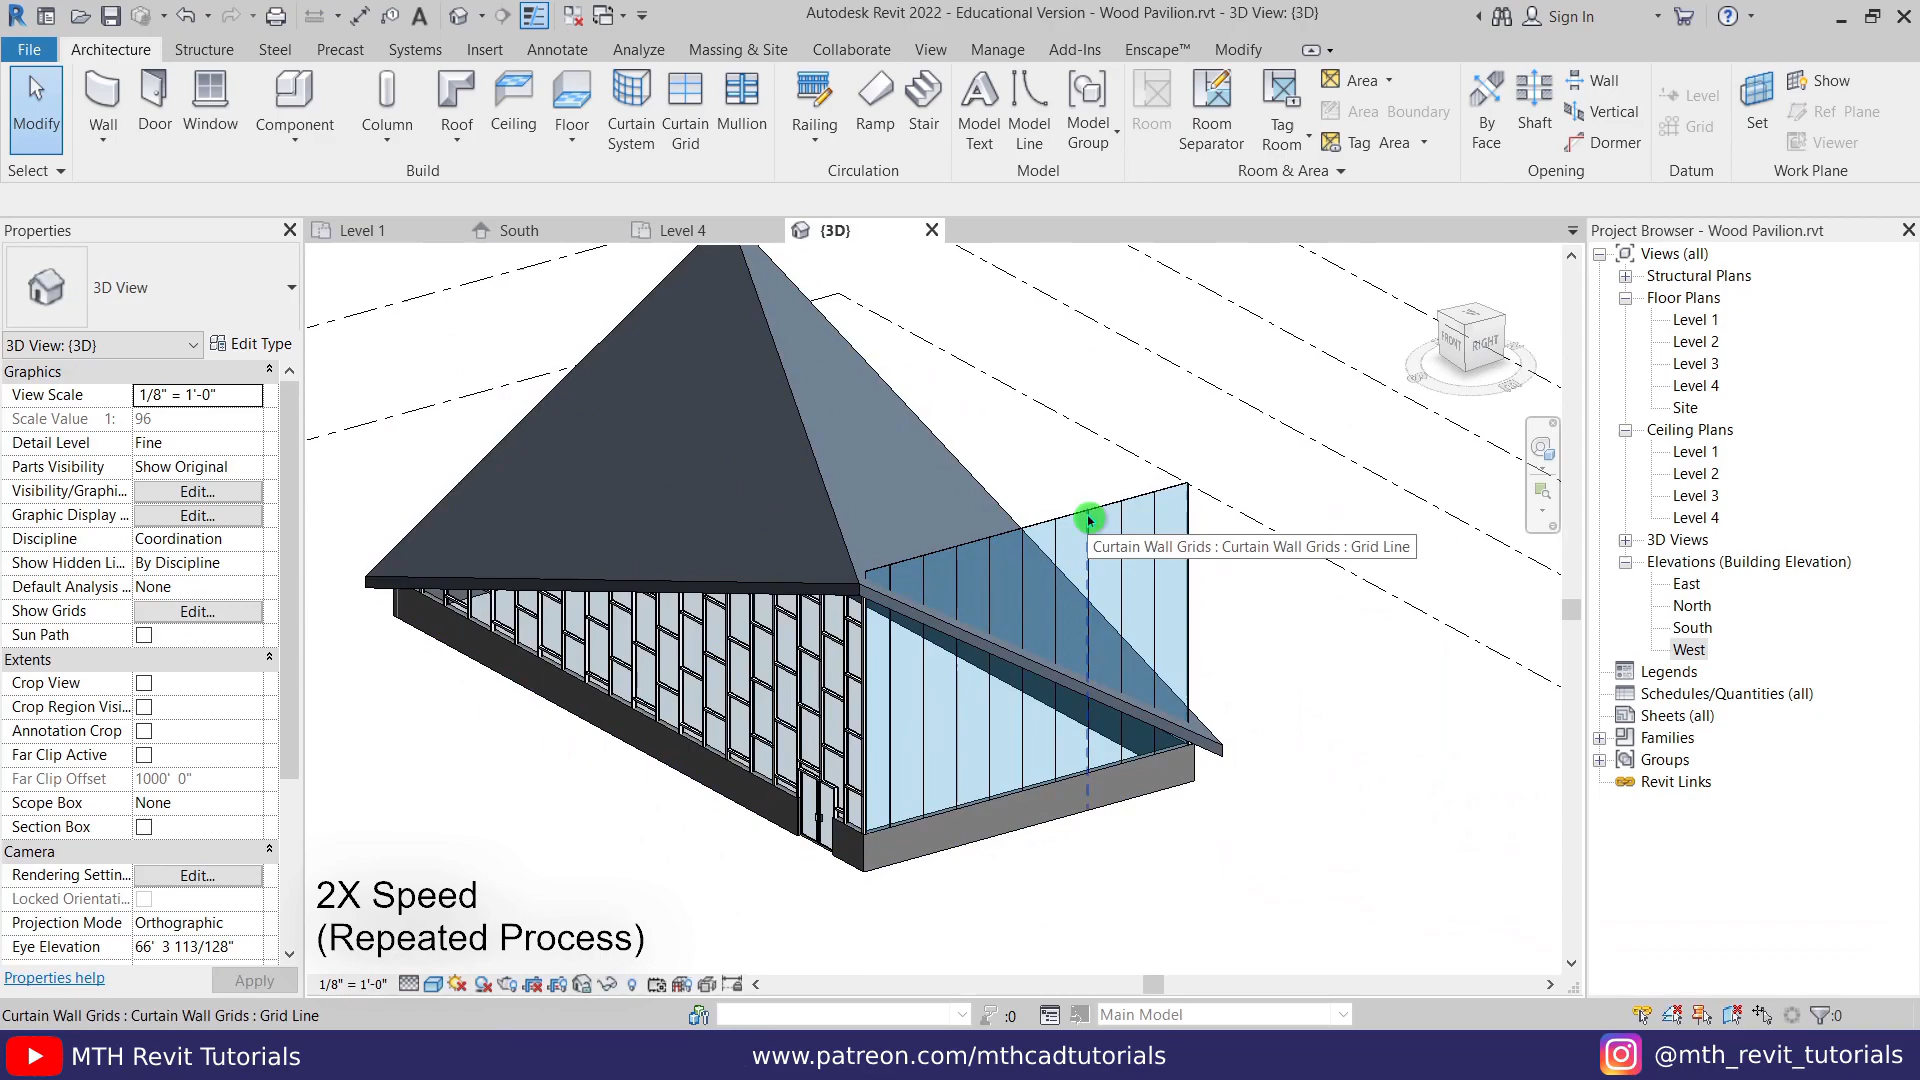 Autodesk Revit 2022 - Educational Version - Wood Pavilion.rvt - 3D View: {3D}
Sign In
File Architecture Structure Steel Precast Systems Insert Annotate Analyze Massing & Site Collaborate View Manage Add-Ins Enscape™ Modify
Modify
Wall
Door
Window
Component
Column
Roof
Ceiling
Floor
Curtain System
Curtain Grid
Mullion
Railing
Ramp
Stair
Model Text
Model Line
Model Group
Room
Room Separator
Tag Room
Area
Area Boundary
Tag Area
By Face
Shaft
Wall
Vertical
Dormer
Level
Grid
Set
Show
Ref Plane
Viewer
Select
Build
Circulation
Model
Room & Area
Opening
Datum
Work Plane
Properties
Level 1
South
Level 4
{3D}
Project Browser - Wood Pavilion.rvt
3D View
3D View: {3D}
Edit Type
Graphics
View Scale 1/8" = 1'-0"
Scale Value 1: 96
Detail Level Fine
Parts Visibility Show Original
Visibility/Graphi... Edit...
Graphic Display ... Edit...
Discipline Coordination
Show Hidden Li... By Discipline
Default Analysis ... None
Show Grids Edit...
Sun Path
Extents
Crop View
Crop Region Visi...
Annotation Crop
Far Clip Active
Far Clip Offset 1000' 0"
Scope Box None
Section Box
Camera
Rendering Settin... Edit...
Locked Orientati...
Projection Mode Orthographic
Eye Elevation 66' 3 113/128"
Properties help
Apply
FRONT
RIGHT
Curtain Wall Grids : Curtain Wall Grids : Grid Line
2X Speed
(Repeated Process)
Views (all)
Structural Plans
Floor Plans
Level 1
Level 2
Level 3
Level 4
Site
Ceiling Plans
Level 1
Level 2
Level 3
Level 4
3D Views
Elevations (Building Elevation)
East
North
South
West
Legends
Schedules/Quantities (all)
Sheets (all)
Families
Groups
Revit Links
1/8" = 1'-0"
Curtain Wall Grids : Curtain Wall Grids : Grid Line
:0
Main Model
:0
MTH Revit Tutorials
www.patreon.com/mthcadtutorials
@mth_revit_tutorials